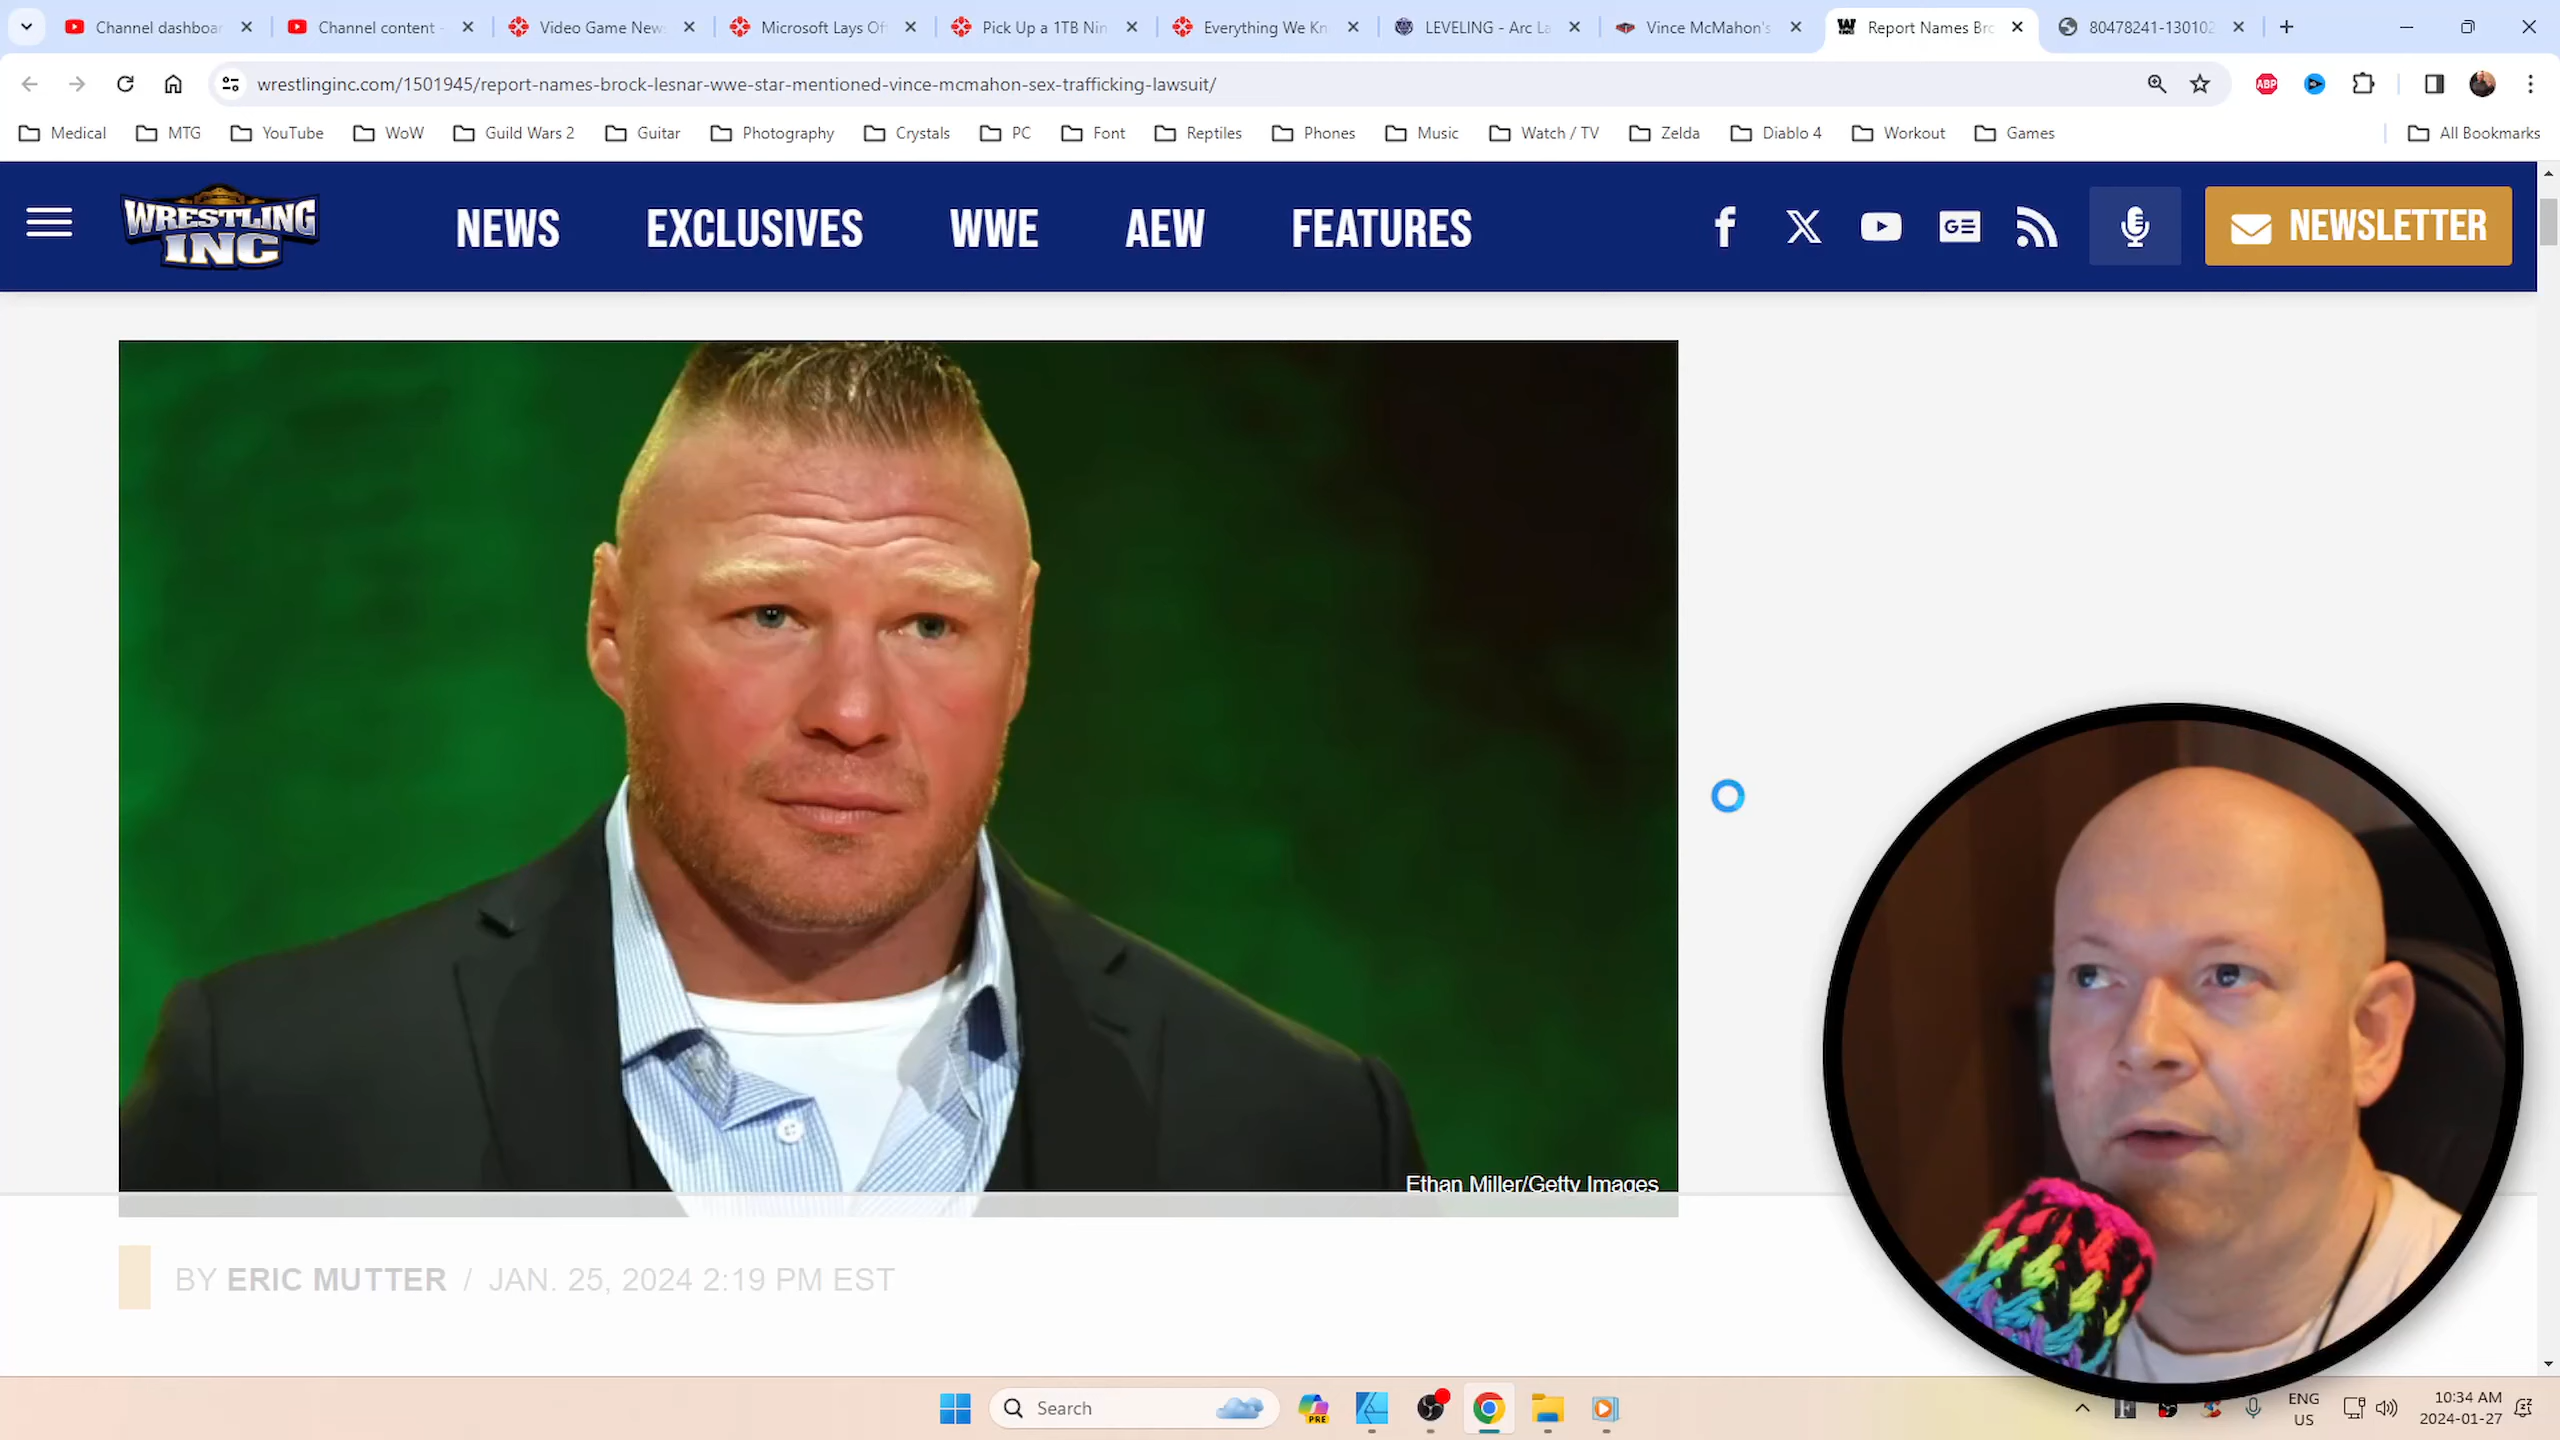 Channel dashboar
Channel content -
Video Game New
Microsoft Lays Of
Pick Up a 1TB Nin
Everything We Kn
LEVELING - Arc La
Vince McMahon's
Report Names Bro
80478241-130102
wrestlinginc.com/1501945/report-names-brock-lesnar-wwe-star-mentioned-vince-mcmahon-sex-trafficking-lawsuit/
ABP
Medical
MTG
YouTube
WoW
Guild Wars 2
Guitar
Photography
Crystals
PC
Font
Reptiles
Phones
Music
Watch / TV
Zelda
Diablo 4
Workout
Games
All Bookmarks
WRESTLING
INC
NEWS
EXCLUSIVES
WWE
AEW
FEATURES
NEWSLETTER
Ethan Miller/Getty Images
BY ERIC MUTTER / JAN. 25, 2024 2:19 PM EST
Search
PRE
ENG
US
10:34 AM
2024-01-27